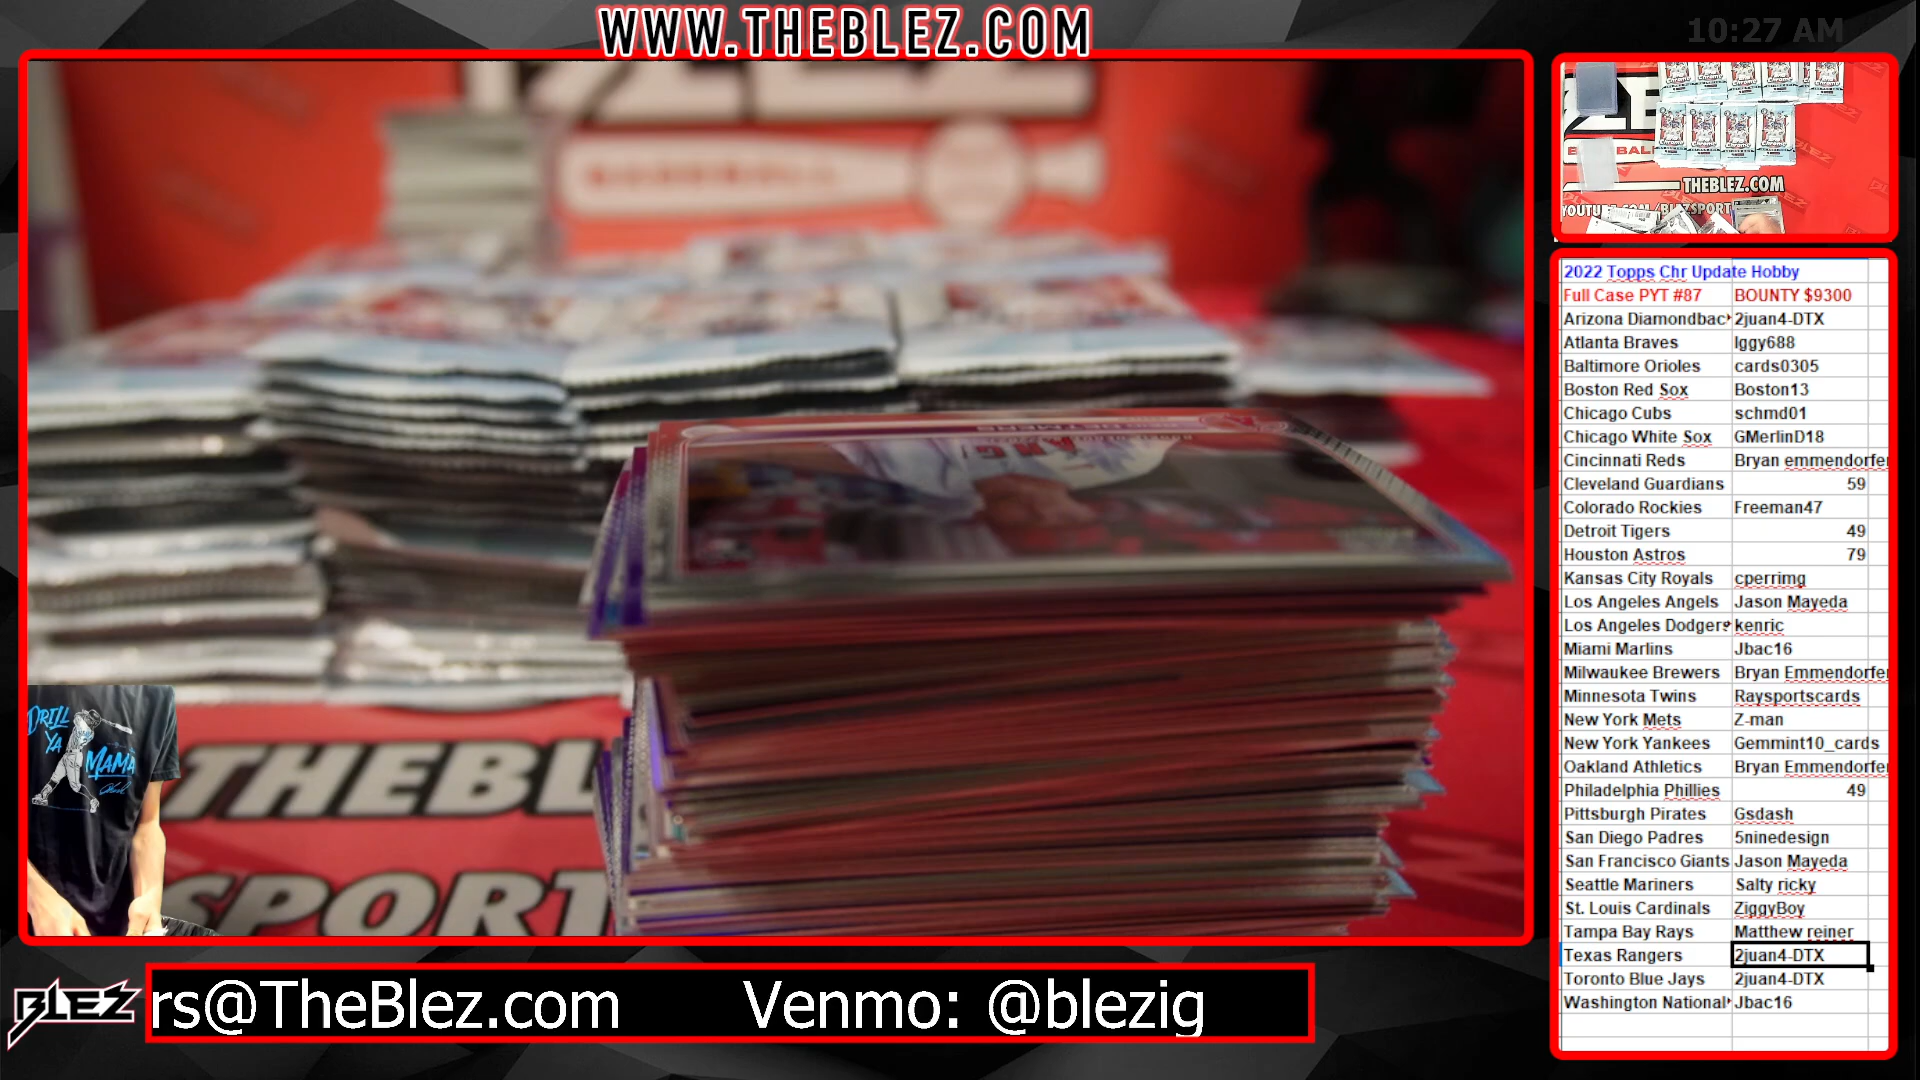 WWW.THEBLEZ.COM
10:27 AM
THEBLEZ.COM
2022 Topps Chr Update Hobby
Full Case PYT #87 BOUNTY $9300
Arizona Diamondbac 2juan4-DTX
Atlanta Braves Iggy688
Baltimore Orioles cards0305
Boston Red Sox Boston13
Chicago Cubs schmd01
Chicago White Sox GMerlinD18
Cincinnati Reds Bryan emmendorfer
Cleveland Guardians 59
Colorado Rockies Freeman47
Detroit Tigers 49
Houston Astros 79
Kansas City Royals cperrimg
Los Angeles Angels Jason Mayeda
Los Angeles Dodgers kenric
Miami Marlins Jbac16
Milwaukee Brewers Bryan Emmendorfer
Minnesota Twins Raysportscards
New York Mets Z-man
New York Yankees Gemmint10_cards
Oakland Athletics Bryan Emmendorfer
Philadelphia Phillies 49
Pittsburgh Pirates Gsdash
San Diego Padres 5ninedesign
San Francisco Giants Jason Mayeda
Seattle Mariners Salty ricky
St. Louis Cardinals ZiggyBoy
Tampa Bay Rays Matthew reiner
Texas Rangers 2juan4-DTX
Toronto Blue Jays 2juan4-DTX
Washington National Jbac16
DRILL
YA
MAMA
THEBL
SPORT
BLEZ
rs@TheBlez.com Venmo: @blezig